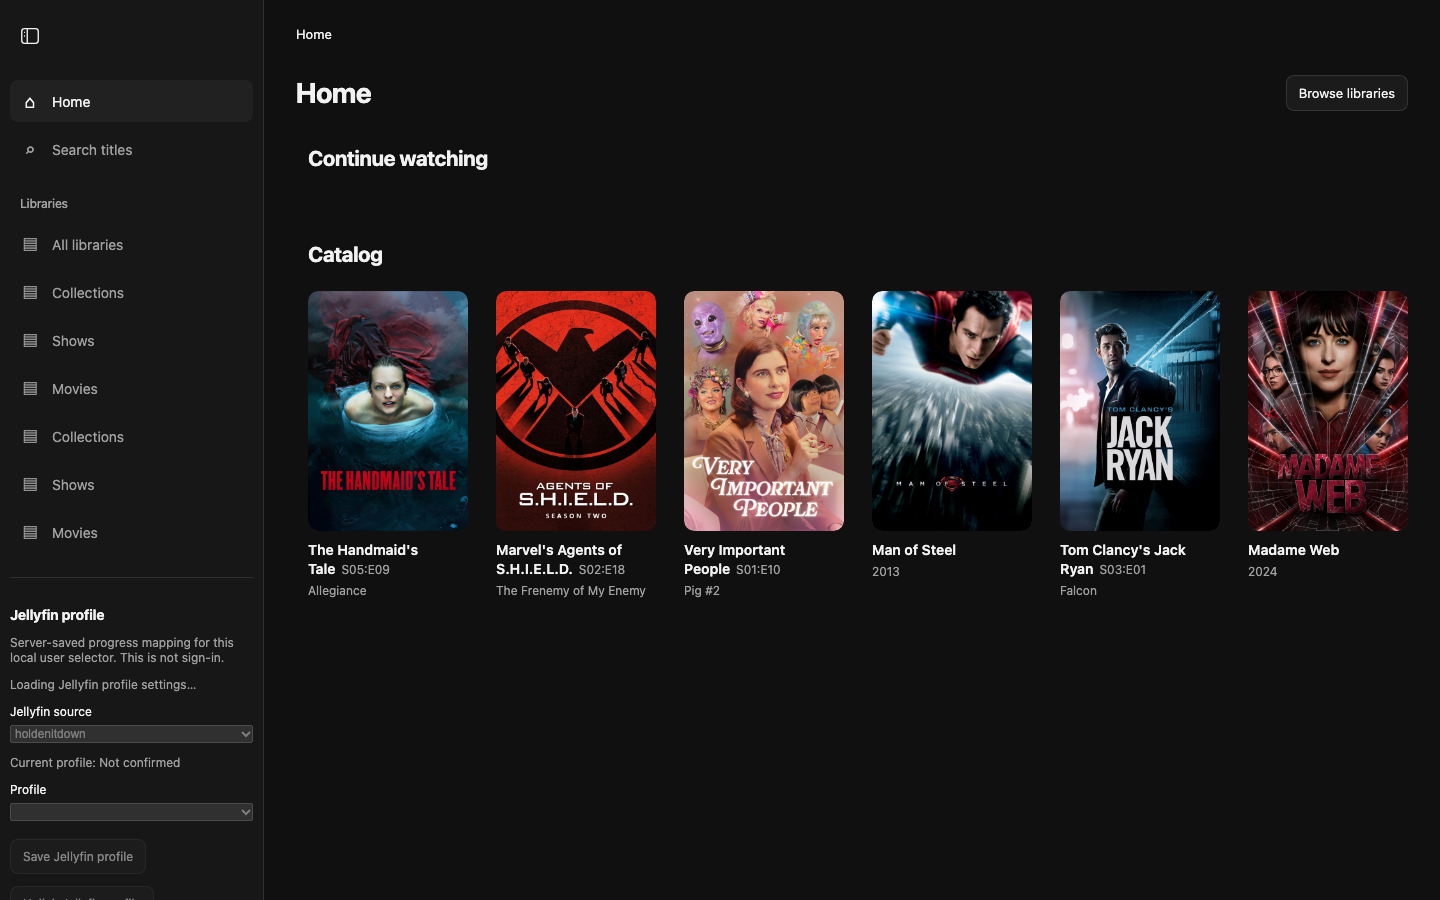 Home
Home
Browse libraries
Home
Search titles
Libraries
All libraries
Collections
Shows
Movies
Collections
Shows
Movies
Jellyfin profile
Server-saved progress mapping for this
local user selector. This is not sign-in.
Loading Jellyfin profile settings...
Jellyfin source
holdenitdown
Current profile: Not confirmed
Profile
Save Jellyfin profile
Continue watching
Catalog
THE HANDMAID'S TALE
The Handmaid's
Tale S05:E09
Allegiance
AGENTS OF
S.H.I.E.L.D.
SEASON TWO
Marvel's Agents of
S.H.I.E.L.D. S02:E18
The Frenemy of My Enemy
VERY
IMPORTANT
PEOPLE
Very Important
People S01:E10
Pig #2
MAN OF STEEL
Man of Steel
2013
TOM CLANCY'S
JACK
RYAN
Tom Clancy's Jack
Ryan S03:E01
Falcon
MADAME
WEB
Madame Web
2024